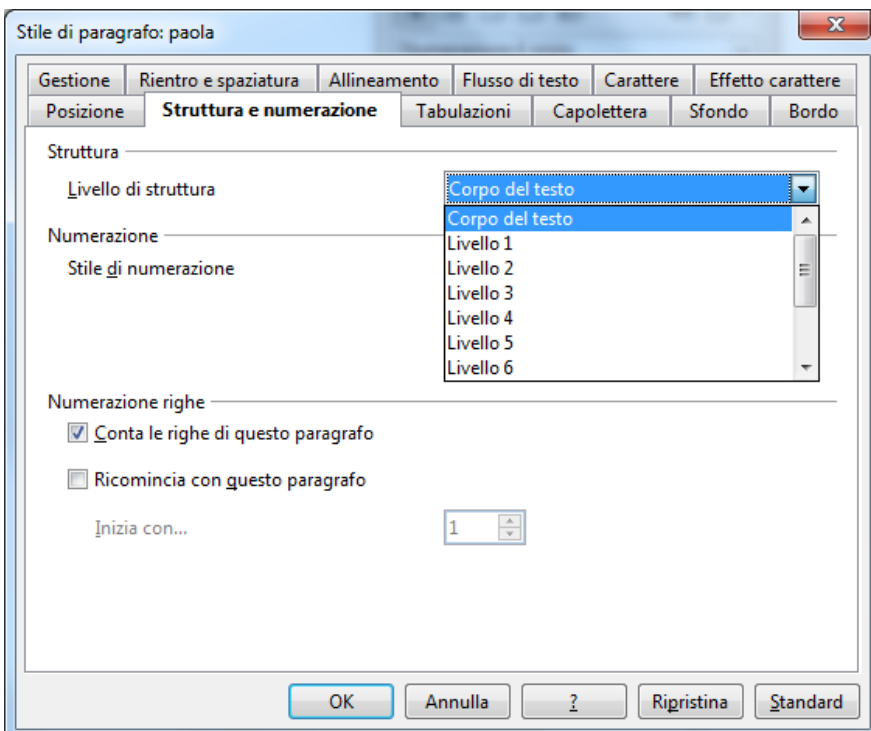 Stile di paragrafo: paola
Gestione Rientro e spaziatura Allineamento Flusso di testo Carattere Effetto carattere
Posizione Struttura e numerazione Tabulazioni Capolettera Sfondo Bordo
Struttura
Livello di struttura Corpo del testo
Corpo del testo
Numerazione
Livello 1
Stile di numerazione Livello 2
Livello 3
Livello 4
Livello 5
Livello 6
Numerazione righe
Conta le righe di questo paragrafo
Ricomincia con questo paragrafo
Inizia con... 1
OK Annulla ? Ripristina Standard